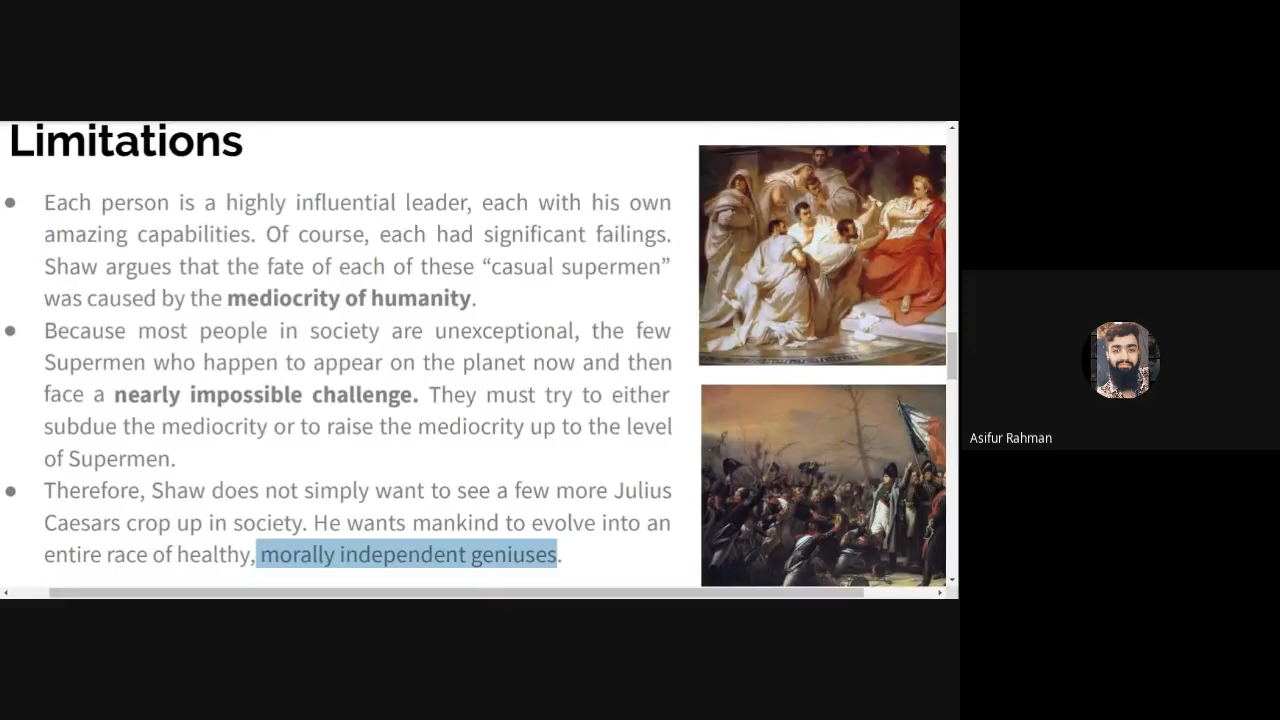 Limitations
● Each person is a highly influential leader, each with his own
amazing capabilities. Of course, each had significant failings.
Shaw argues that the fate of each of these “casual supermen”
was caused by the mediocrity of humanity.
● Because most people in society are unexceptional, the few
Supermen who happen to appear on the planet now and then
face a nearly impossible challenge. They must try to either
subdue the mediocrity or to raise the mediocrity up to the level
of Supermen.
● Therefore, Shaw does not simply want to see a few more Julius
Caesars crop up in society. He wants mankind to evolve into an
entire race of healthy, morally independent geniuses.
Asifur Rahman